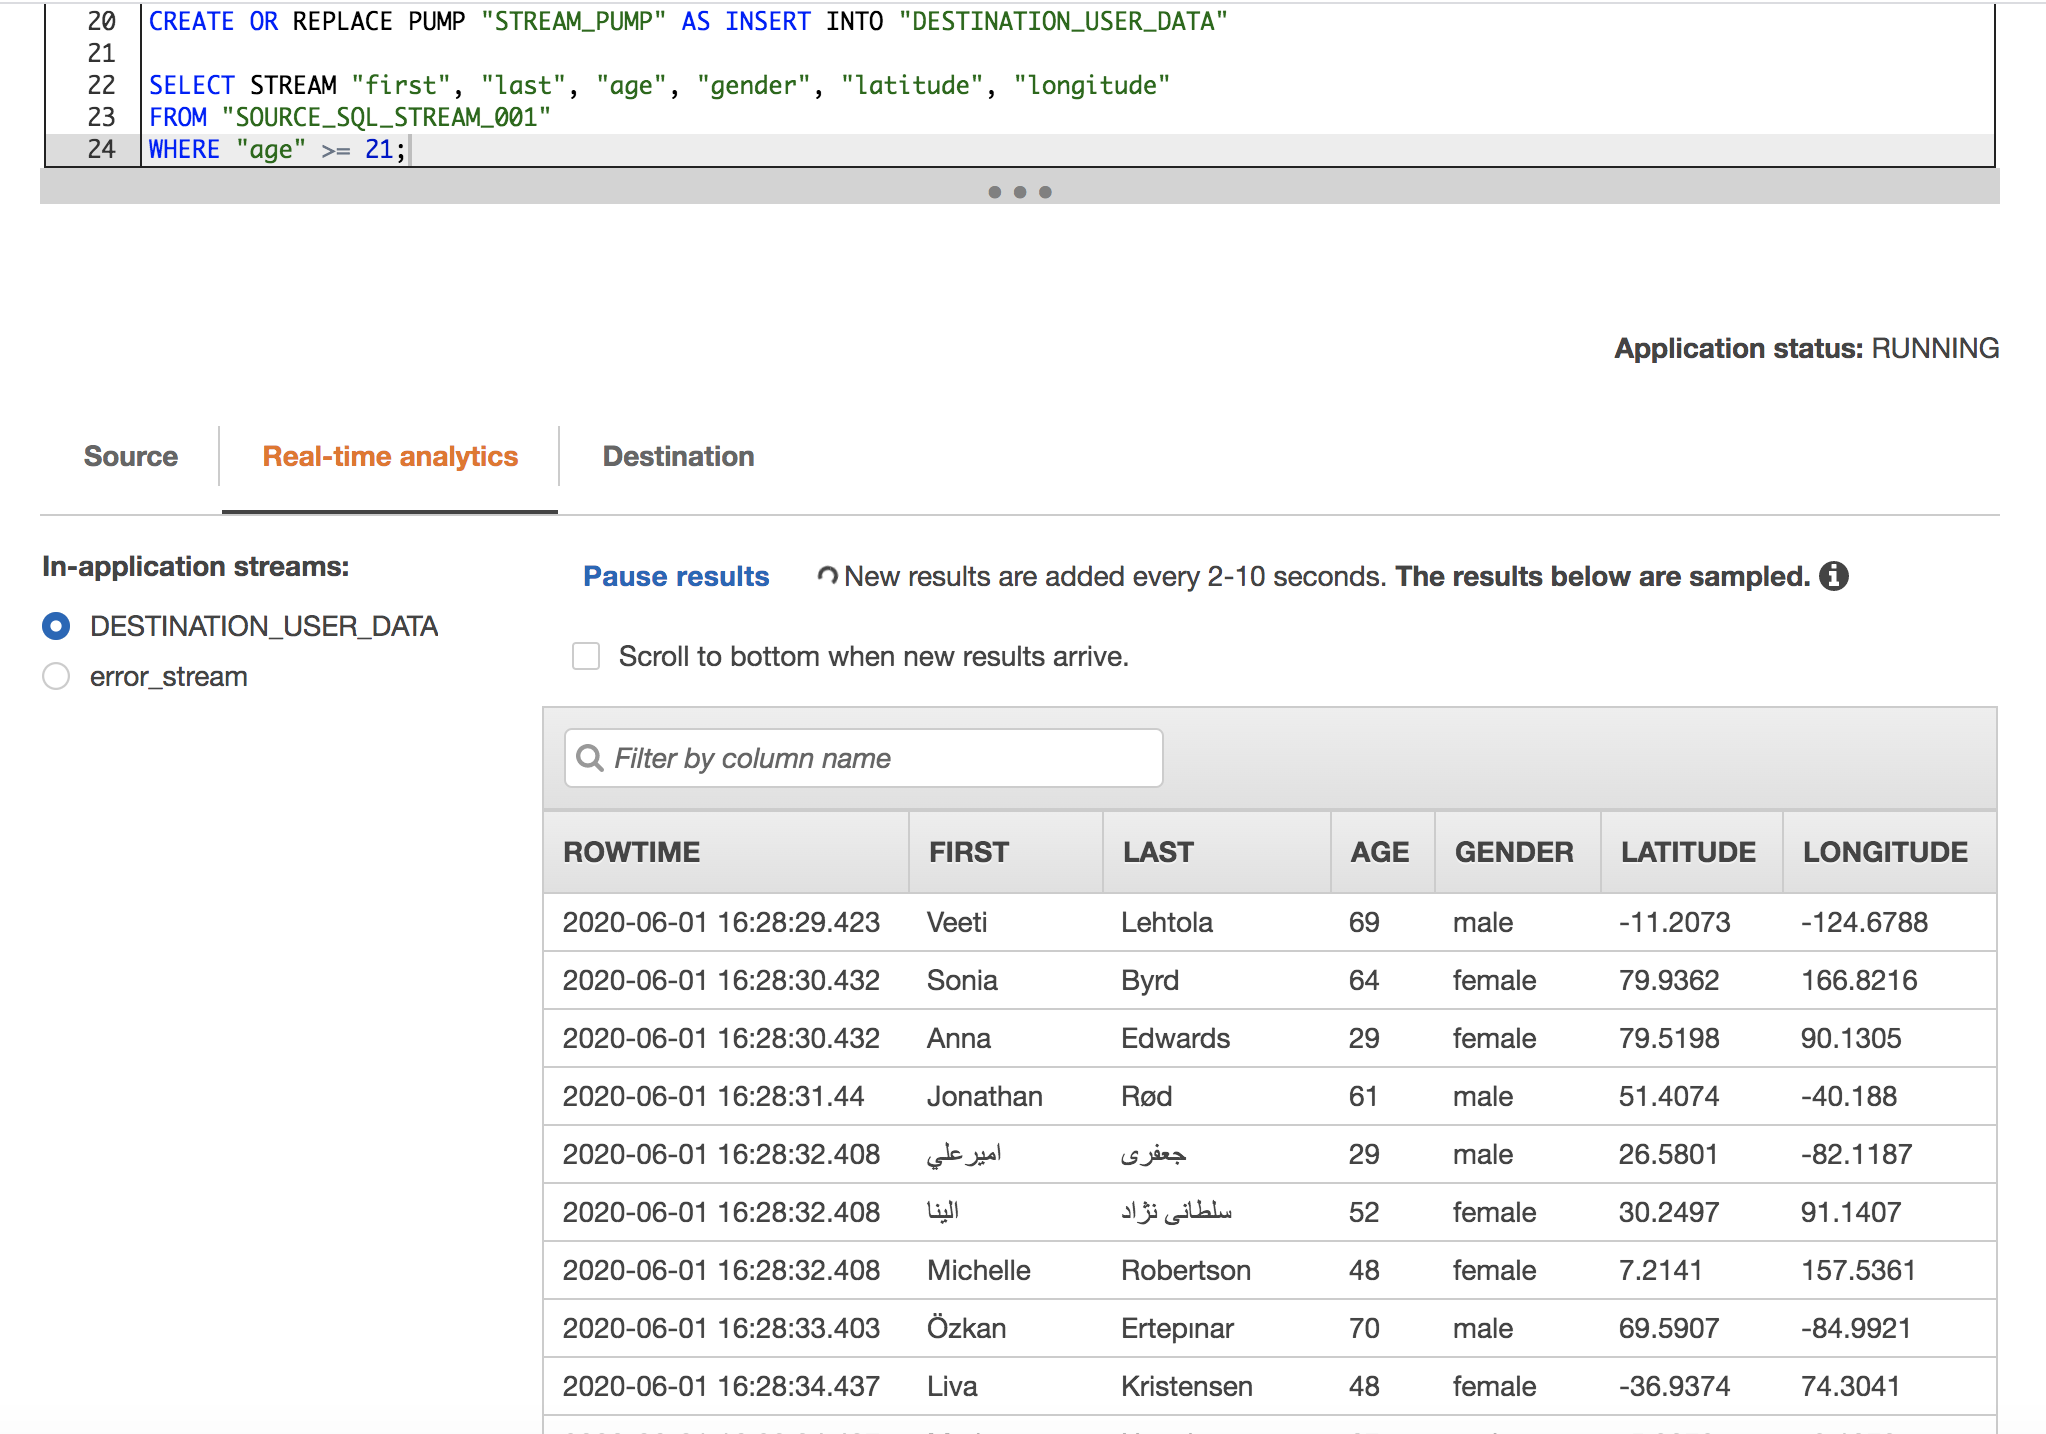 20 CREATE OR REPLACE PUMP "STREAM_PUMP" AS INSERT INTO "DESTINATION_USER_DATA"
21
22 SELECT STREAM "first", "last", "age", "gender", "latitude", "longitude"
23 FROM "SOURCE_SQL_STREAM_001"
24 WHERE "age" >= 21;
Application status: RUNNING
Source Real-time analytics Destination
In-application streams:
DESTINATION_USER_DATA
error_stream
Pause results New results are added every 2-10 seconds. The results below are sampled.
Scroll to bottom when new results arrive.
Filter by column name
ROWTIME FIRST LAST AGE GENDER LATITUDE LONGITUDE
2020-06-01 16:28:29.423 Veeti Lehtola 69 male -11.2073 -124.6788
2020-06-01 16:28:30.432 Sonia Byrd 64 female 79.9362 166.8216
2020-06-01 16:28:30.432 Anna Edwards 29 female 79.5198 90.1305
2020-06-01 16:28:31.44 Jonathan Rød 61 male 51.4074 -40.188
2020-06-01 16:28:32.408 امیرعلي جعفری 29 male 26.5801 -82.1187
2020-06-01 16:28:32.408 الینا سلطانی نژاد 52 female 30.2497 91.1407
2020-06-01 16:28:32.408 Michelle Robertson 48 female 7.2141 157.5361
2020-06-01 16:28:33.403 Özkan Ertepınar 70 male 69.5907 -84.9921
2020-06-01 16:28:34.437 Liva Kristensen 48 female -36.9374 74.3041